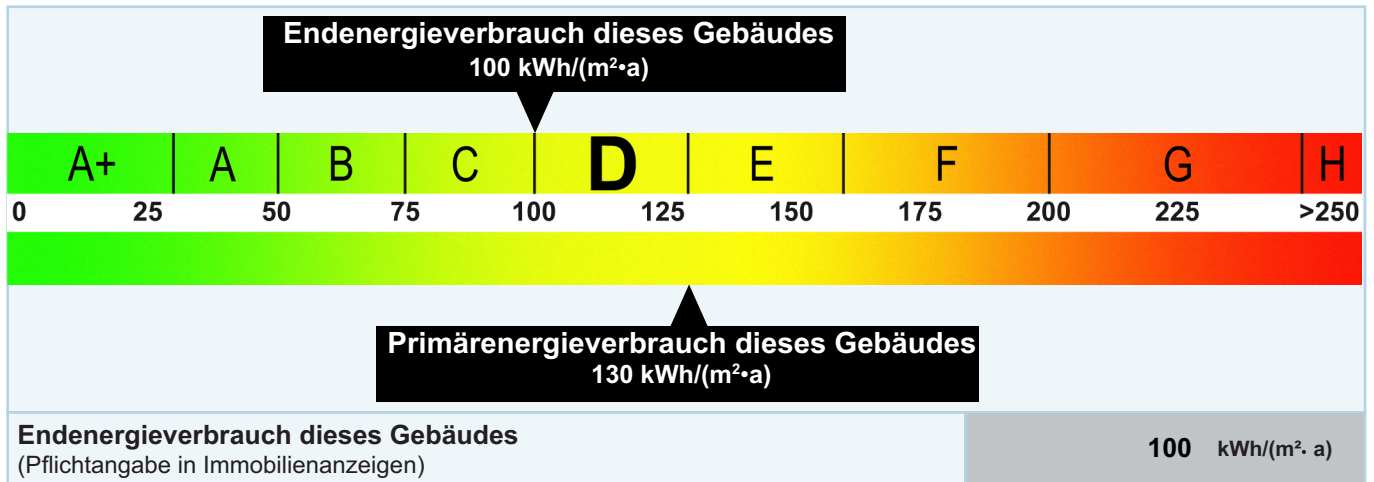 Endenergieverbrauch dieses Gebäudes
100 kWh/(m²•a)
A+ A B C D E F G H
0 25 50 75 100 125 150 175 200 225 >250
Primärenergieverbrauch dieses Gebäudes
130 kWh/(m²•a)
Endenergieverbrauch dieses Gebäudes
(Pflichtangabe in Immobilienanzeigen)
100 kWh/(m²· a)